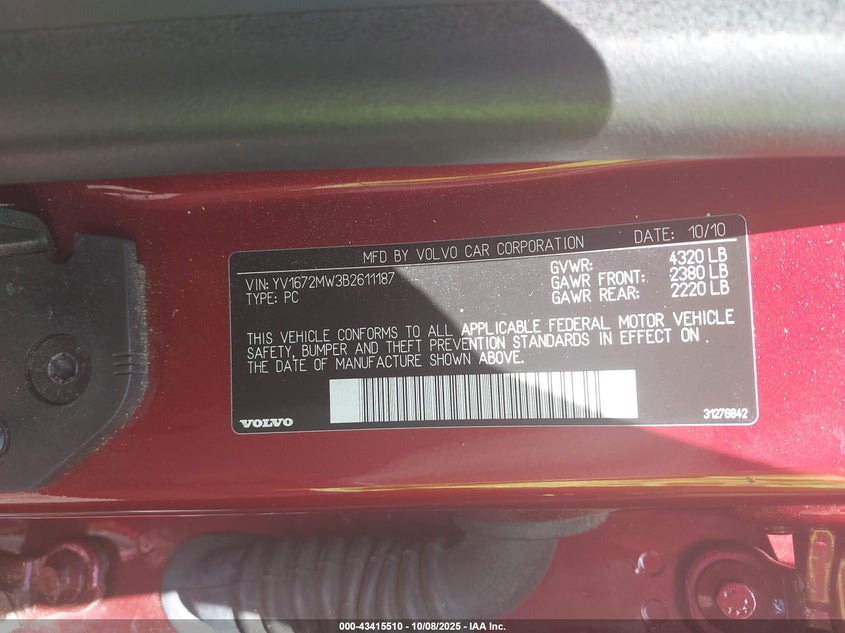 MFD BY VOLVO CAR CORPORATION DATE: 10/10
VIN: YV1672MW3B2611187
TYPE: PC
GVWR: 4320 LB
GAWR FRONT: 2380 LB
GAWR REAR: 2220 LB
THIS VEHICLE CONFORMS TO ALL APPLICABLE FEDERAL MOTOR VEHICLE
SAFETY, BUMPER AND THEFT PREVENTION STANDARDS IN EFFECT ON
THE DATE OF MANUFACTURE SHOWN ABOVE.
VOLVO
31276842
000-43415510 - 10/08/2025 - IAA Inc.